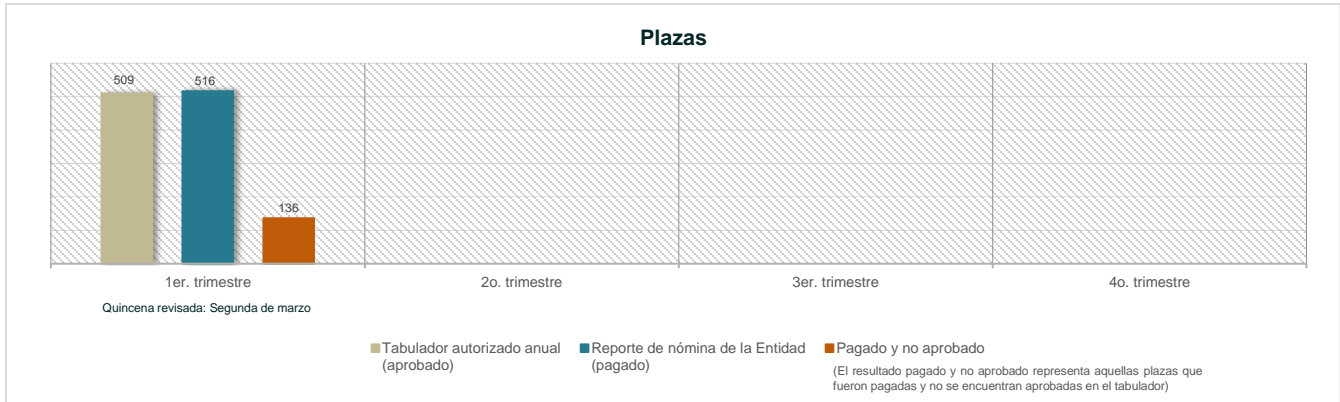 Plazas
509
516
136
1er. trimestre
2o. trimestre
3er. trimestre
4o. trimestre
Quincena revisada: Segunda de marzo
Tabulador autorizado anual
(aprobado)
Reporte de nómina de la Entidad
(pagado)
Pagado y no aprobado
(El resultado pagado y no aprobado representa aquellas plazas que
fueron pagadas y no se encuentran aprobadas en el tabulador)